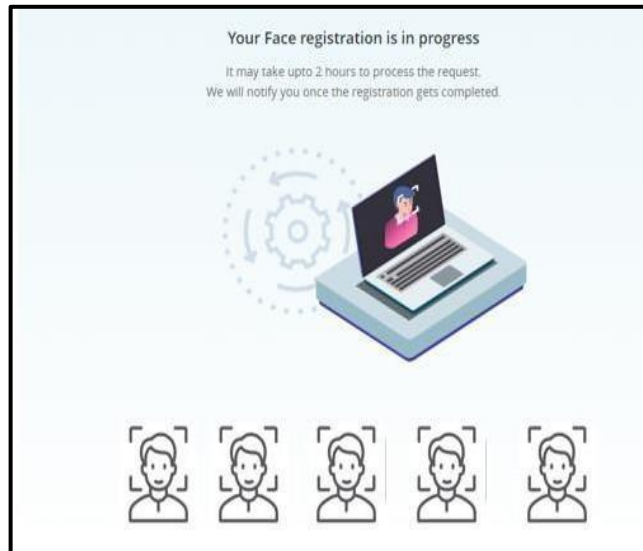 Your Face registration is in progress
It may take upto 2 hours to process the request.
We will notify you once the registration gets completed.